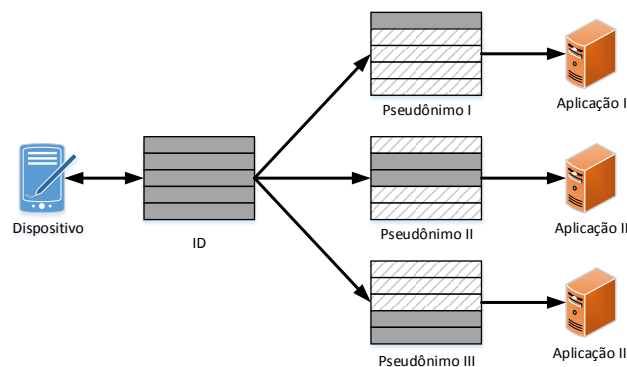 Pseudônimo I
Aplicação I
Dispositivo
ID
Pseudônimo II
Aplicação II
Pseudônimo III
Aplicação II